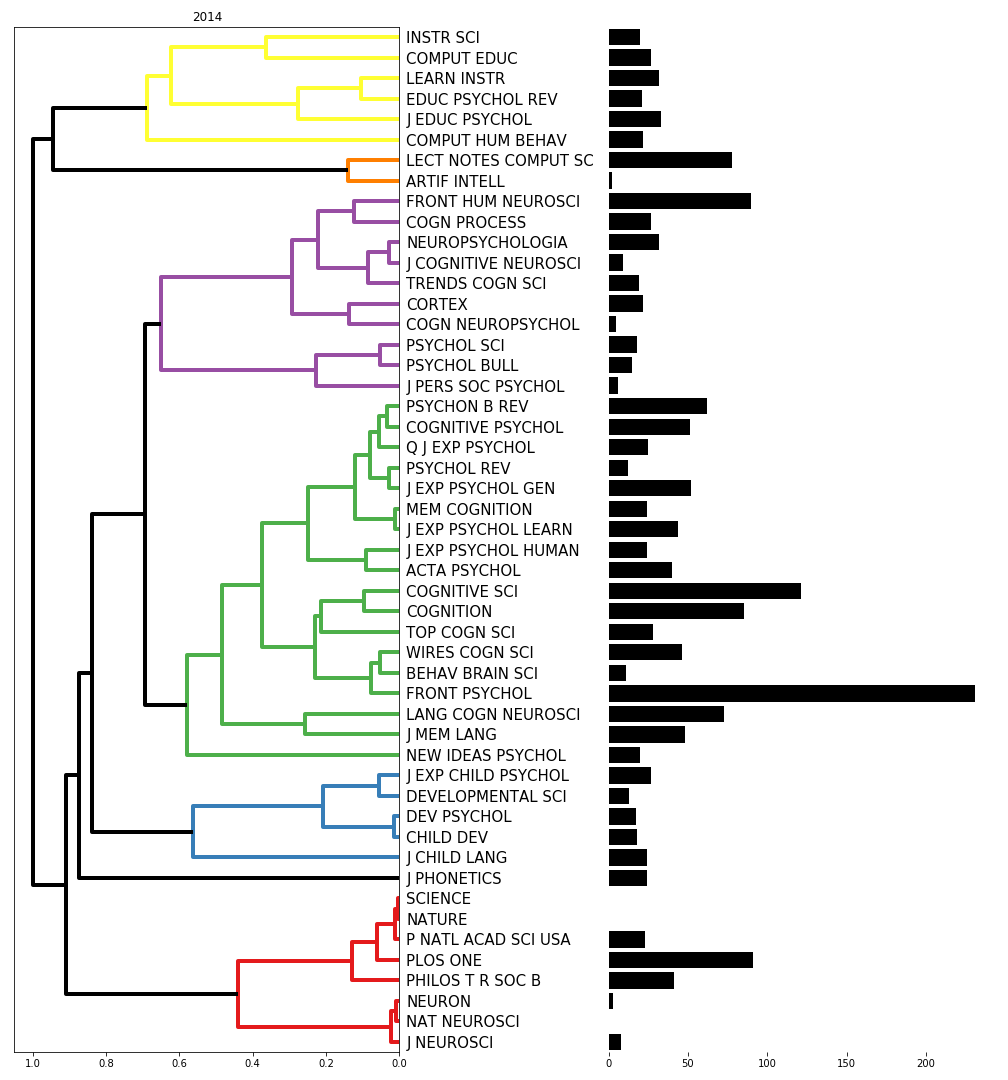 2014
INSTR SCI
COMPUT EDUC
LEARN INSTR
EDUC PSYCHOL REV
J EDUC PSYCHOL
COMPUT HUM BEHAV
LECT NOTES COMPUT SC
ARTIF INTELL
FRONT HUM NEUROSCI
COGN PROCESS
NEUROPSYCHOLOGIA
J COGNITIVE NEUROSCI
TRENDS COGN SCI
CORTEX
COGN NEUROPSYCHOL
PSYCHOL SCI
PSYCHOL BULL
J PERS SOC PSYCHOL
PSYCHON B REV
COGNITIVE PSYCHOL
Q J EXP PSYCHOL
PSYCHOL REV
J EXP PSYCHOL GEN
MEM COGNITION
J EXP PSYCHOL LEARN
J EXP PSYCHOL HUMAN
ACTA PSYCHOL
COGNITIVE SCI
COGNITION
TOP COGN SCI
WIRES COGN SCI
BEHAV BRAIN SCI
FRONT PSYCHOL
LANG COGN NEUROSCI
J MEM LANG
NEW IDEAS PSYCHOL
J EXP CHILD PSYCHOL
DEVELOPMENTAL SCI
DEV PSYCHOL
CHILD DEV
J CHILD LANG
J PHONETICS
SCIENCE
NATURE
P NATL ACAD SCI USA
PLOS ONE
PHILOS T R SOC B
NEURON
NAT NEUROSCI
J NEUROSCI
1.0 0.8 0.6 0.4 0.2 0.0 0 50 100 150 200